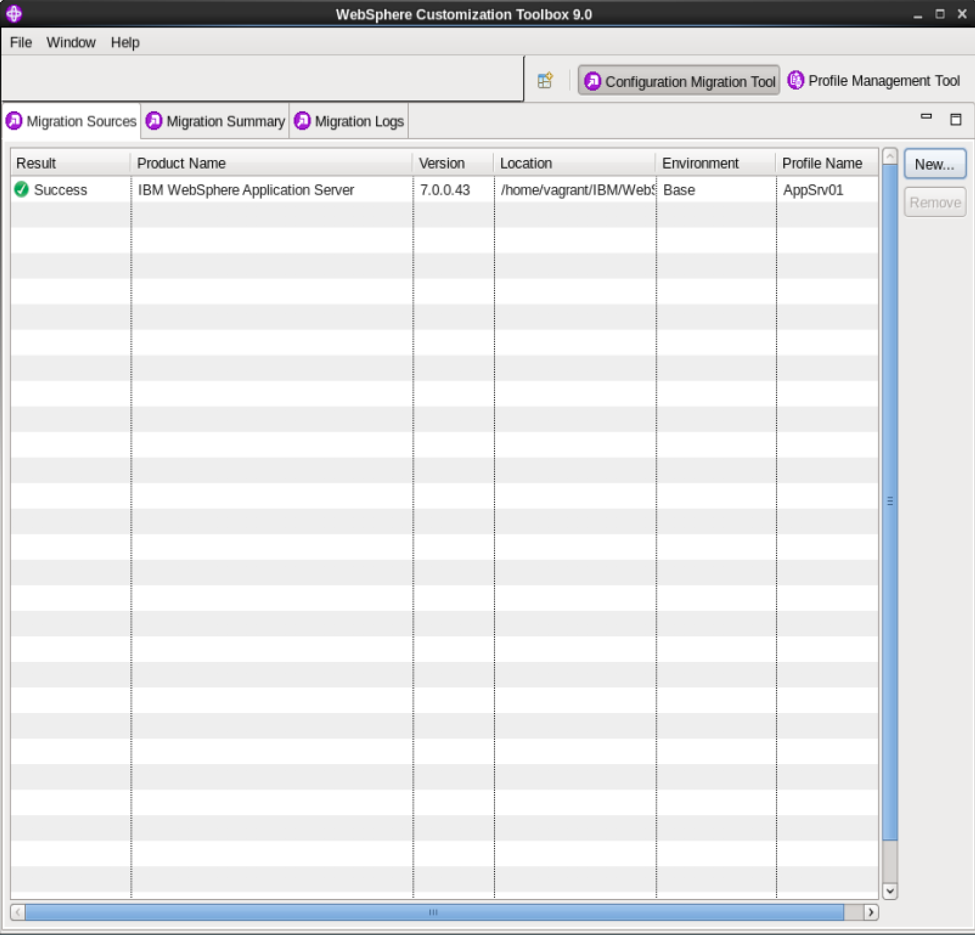 WebSphere Customization Toolbox 9.0
File Window Help
Configuration Migration Tool Profile Management Tool
Migration Sources Migration Summary Migration Logs
Result Product Name Version Location Environment Profile Name New...
Success IBM WebSphere Application Server 7.0.0.43 /home/vagrant/IBM/WebS Base AppSrv01
Remove